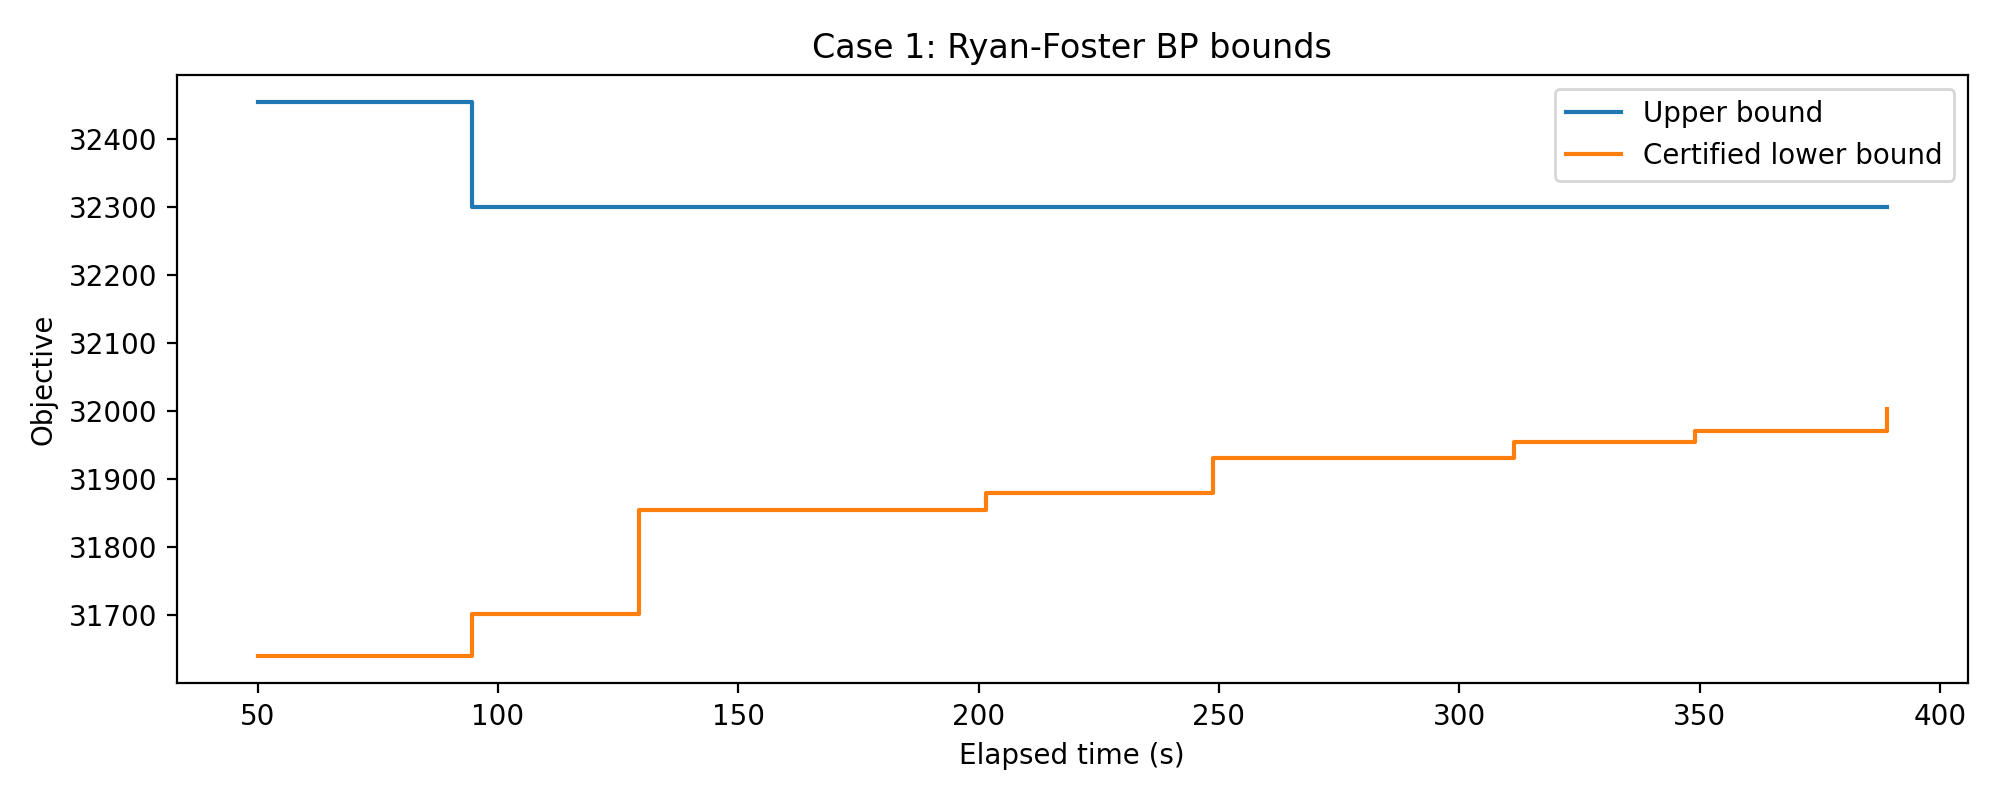 Case 1: Ryan-Foster BP bounds
Upper bound
Certified lower bound
32400
32300
32200
32100
32000
31900
31800
31700
Objective
50 100 150 200 250 300 350 400
Elapsed time (s)